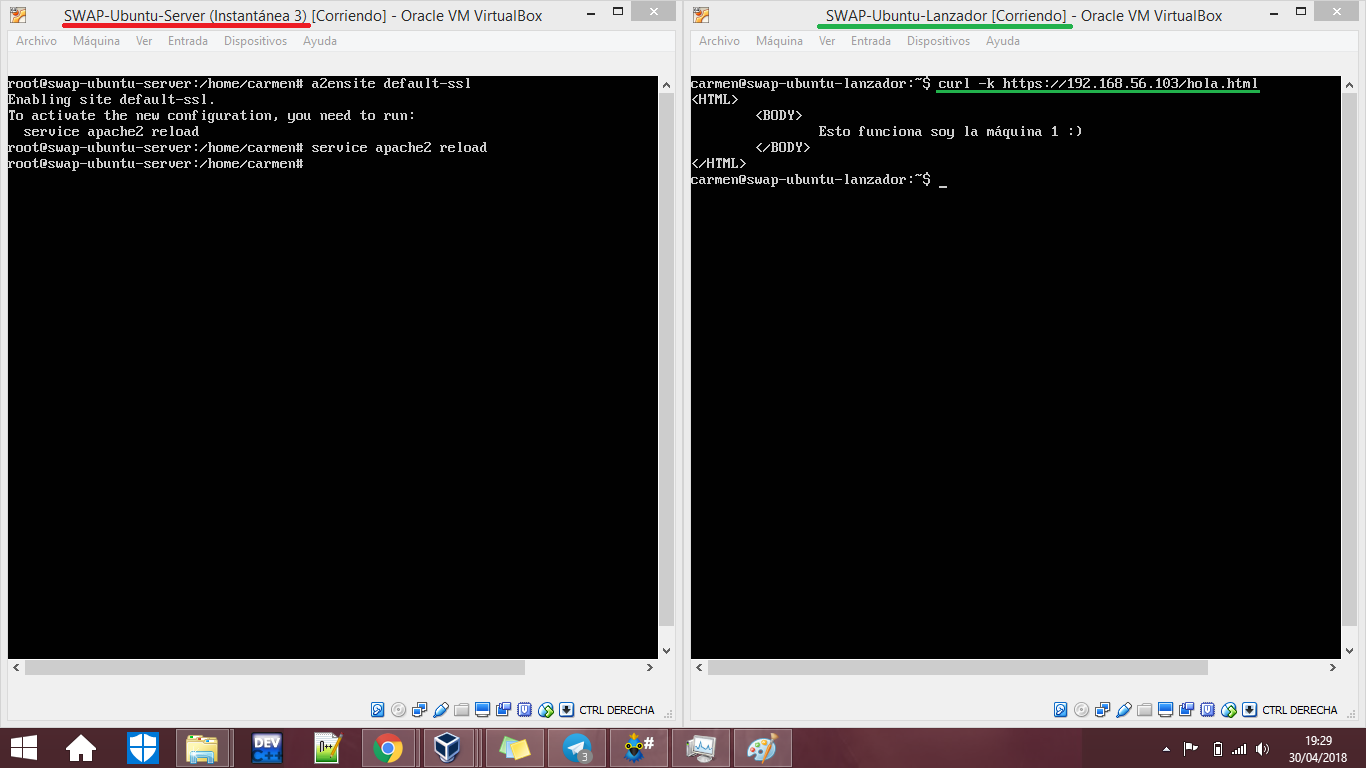 SWAP-Ubuntu-Server (Instantánea 3) [Corriendo] - Oracle VM VirtualBox
Archivo Máquina Ver Entrada Dispositivos Ayuda
root@swap-ubuntu-server:/home/carmen# a2ensite default-ssl
Enabling site default-ssl.
To activate the new configuration, you need to run:
  service apache2 reload
root@swap-ubuntu-server:/home/carmen# service apache2 reload
root@swap-ubuntu-server:/home/carmen#
CTRL DERECHA
SWAP-Ubuntu-Lanzador [Corriendo] - Oracle VM VirtualBox
Archivo Máquina Ver Entrada Dispositivos Ayuda
carmen@swap-ubuntu-lanzador:~$ curl -k https://192.168.56.103/hola.html
<HTML>
        <BODY>
                Esto funciona soy la máquina 1 :)
        </BODY>
</HTML>
carmen@swap-ubuntu-lanzador:~$ _
CTRL DERECHA
DEV
C++
N++
3
#
19:29
30/04/2018